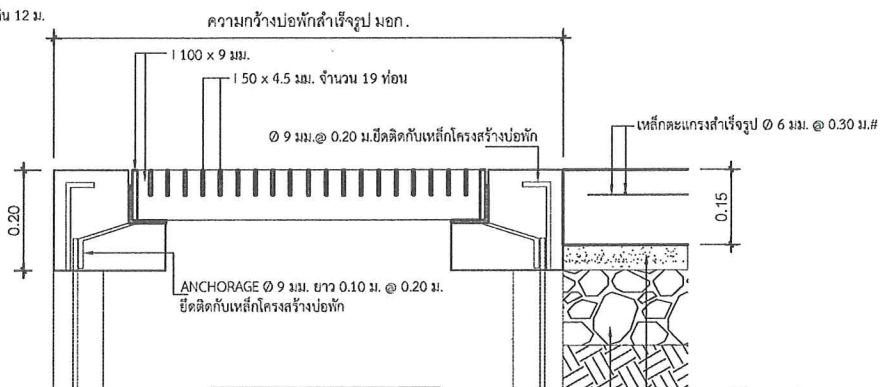 ัน 12 ม.
ความกว้างบ่อพักสำเร็จรูป มอก.
I 100 x 9 มม.
I 50 x 4.5 มม. จำนวน 19 ท่อน
Ø 9 มม.@ 0.20 ม.ยึดติดกับเหล็กโครงสร้างบ่อพัก
เหล็กตะแกรงสำเร็จรูป Ø 6 มม. @ 0.30 ม.#
0.20
0.15
ANCHORAGE Ø 9 มม. ยาว 0.10 ม. @ 0.20 ม.
ยึดติดกับเหล็กโครงสร้างบ่อพัก